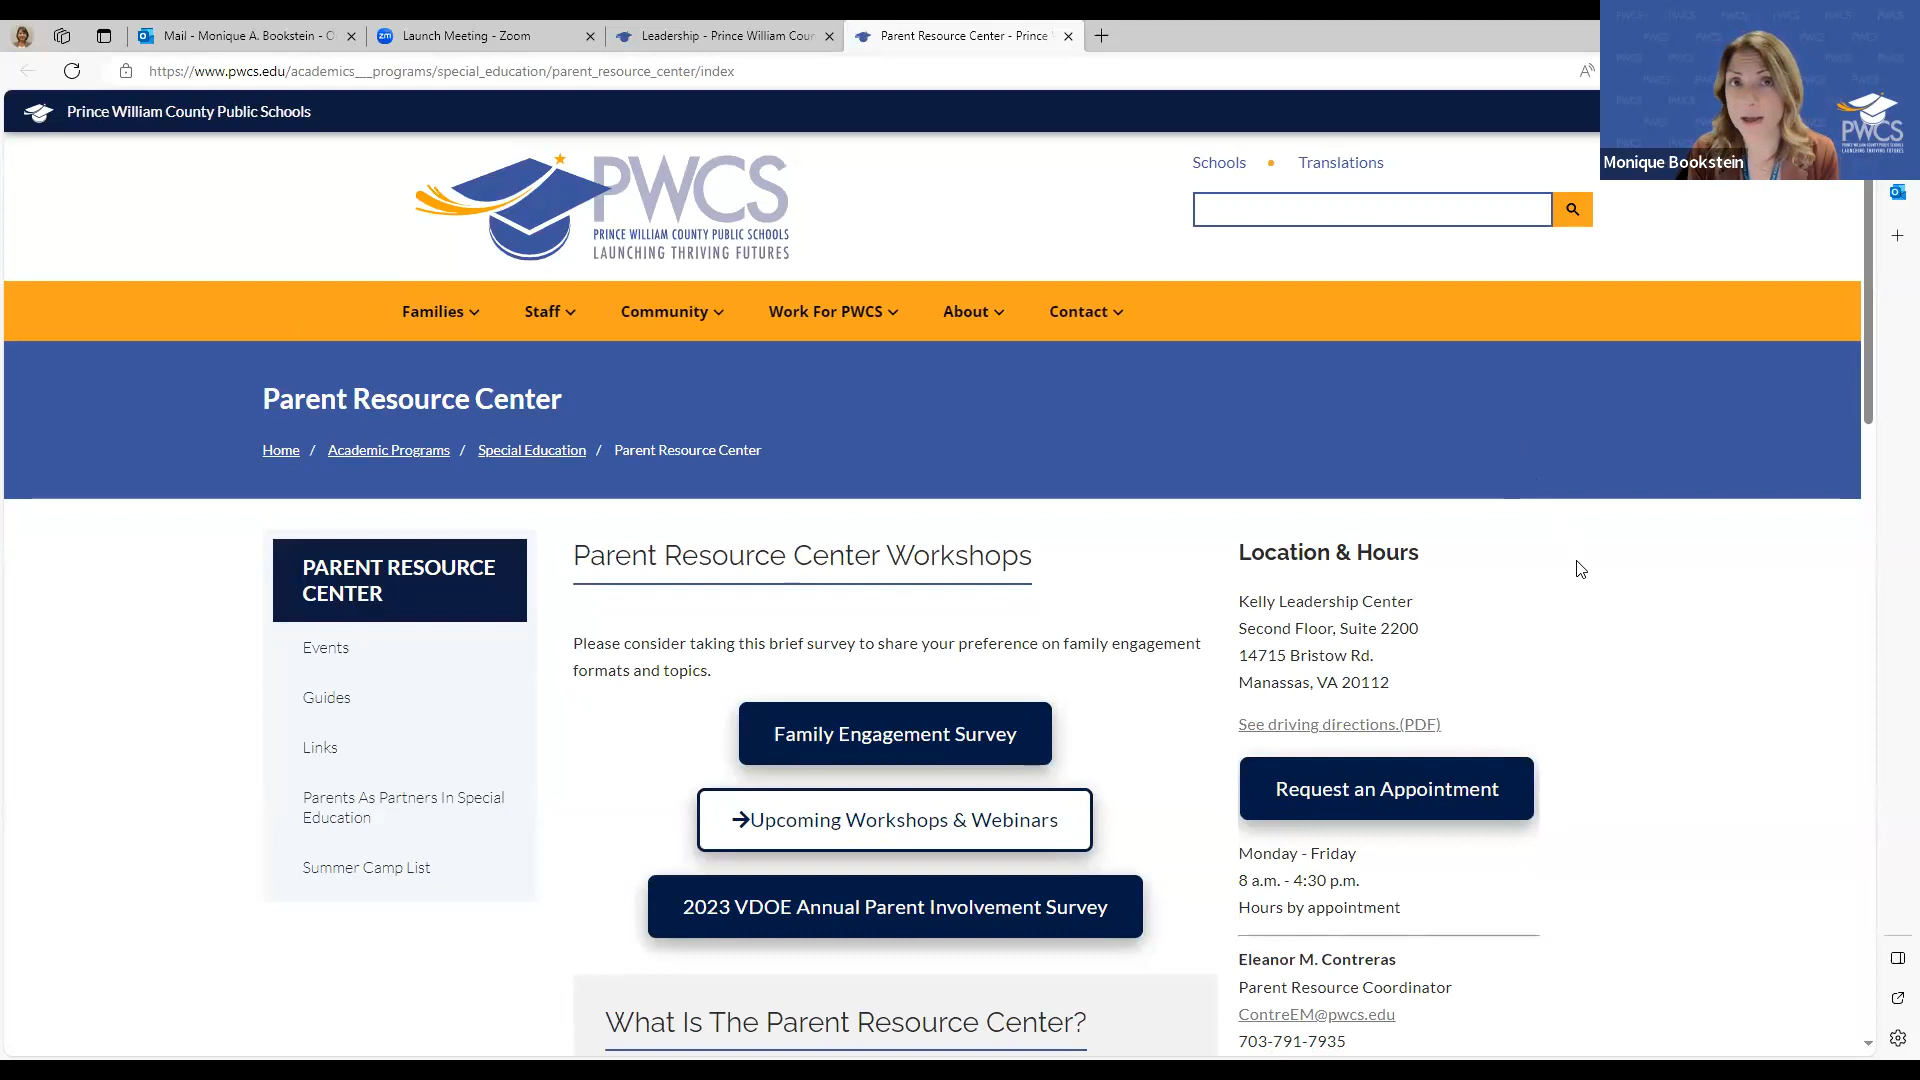 Mail - Monique A. Bookstein - O
Launch Meeting - Zoom
Leadership - Prince William Coun
Parent Resource Center - Prince
https://www.pwcs.edu/academics___programs/special_education/parent_resource_center/index
Prince William County Public Schools
PWCS
PRINCE WILLIAM COUNTY PUBLIC SCHOOLS
LAUNCHING THRIVING FUTURES
Schools • Translations
PWCS
Monique Bookstein
Families
Staff
Community
Work For PWCS
About
Contact
Parent Resource Center
Home / Academic Programs / Special Education / Parent Resource Center
PARENT RESOURCE
CENTER
Events
Guides
Links
Parents As Partners In Special
Education
Summer Camp List
Parent Resource Center Workshops
Please consider taking this brief survey to share your preference on family engagement
formats and topics.
Family Engagement Survey
Upcoming Workshops & Webinars
2023 VDOE Annual Parent Involvement Survey
What Is The Parent Resource Center?
Location & Hours
Kelly Leadership Center
Second Floor, Suite 2200
14715 Bristow Rd.
Manassas, VA 20112
See driving directions.(PDF)
Request an Appointment
Monday - Friday
8 a.m. - 4:30 p.m.
Hours by appointment
Eleanor M. Contreras
Parent Resource Coordinator
ContreEM@pwcs.edu
703-791-7935